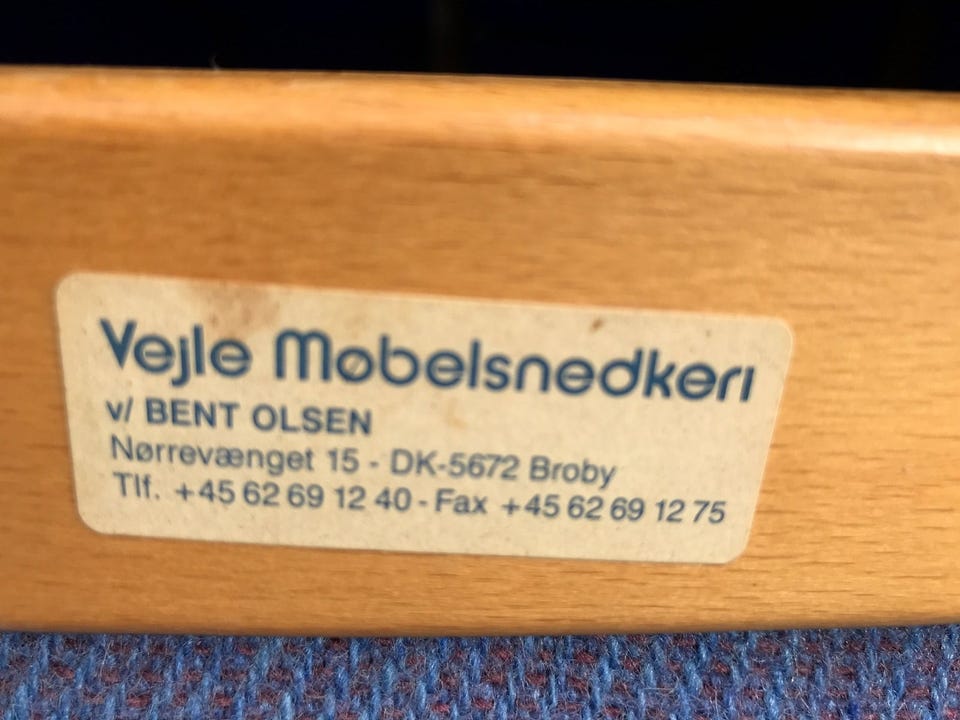 Vejle Møbelsnedkeri
v/ BENT OLSEN
Nørrevænget 15 - DK-5672 Broby
Tlf. +45 62 69 12 40 - Fax +45 62 69 12 75